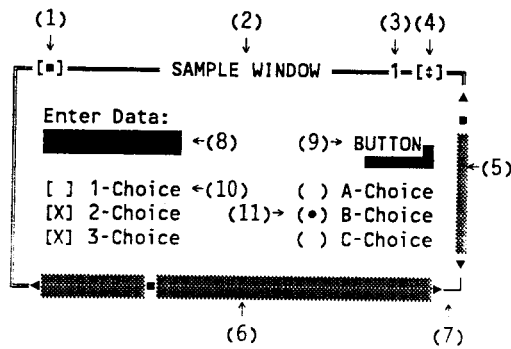 (1) (2) (3)(4)
[■] SAMPLE WINDOW 1-[↕]
Enter Data:
←(8) (9)→ BUTTON
←(5)
[ ] 1-Choice ←(10) ( ) A-Choice
[X] 2-Choice (11)→ (•) B-Choice
[X] 3-Choice ( ) C-Choice
(6) (7)